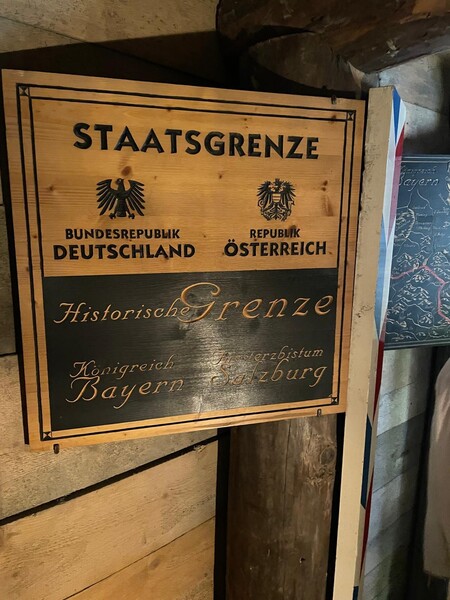 STAATSGRENZE
BUNDESREPUBLIK
DEUTSCHLAND
REPUBLIK
ÖSTERREICH
Historische Grenze
Königreich
Bayern
Salzburg
Bayern